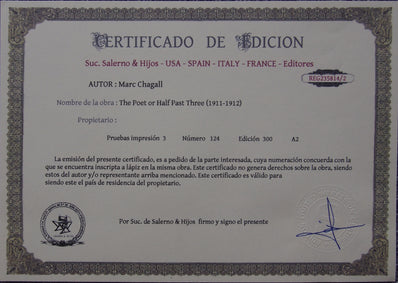 CERTIFICADO DE EDICION
Suc. Salerno & Hijos - USA - SPAIN - ITALY - FRANCE - Editores
REG235814/2
AUTOR : Marc Chagall
Nombre de la obra : The Poet or Half Past Three (1911-1912)
Propietario :
Pruebas impresión 3 Número 124 Edición 300 A2
La emisión del presente certificado, es a pedido de la parte interesada, cuya numeración concuerda con la
que se encuentra inscripta a lápiz en la misma obra. Este certificado no genera derechos sobre la obra, siendo
estos del autor y/o representante arriba mencionado. Este certificado es válido para
siendo este el país de residencia del propietario.
Por Suc. de Salerno & Hijos firmo y signo el presente